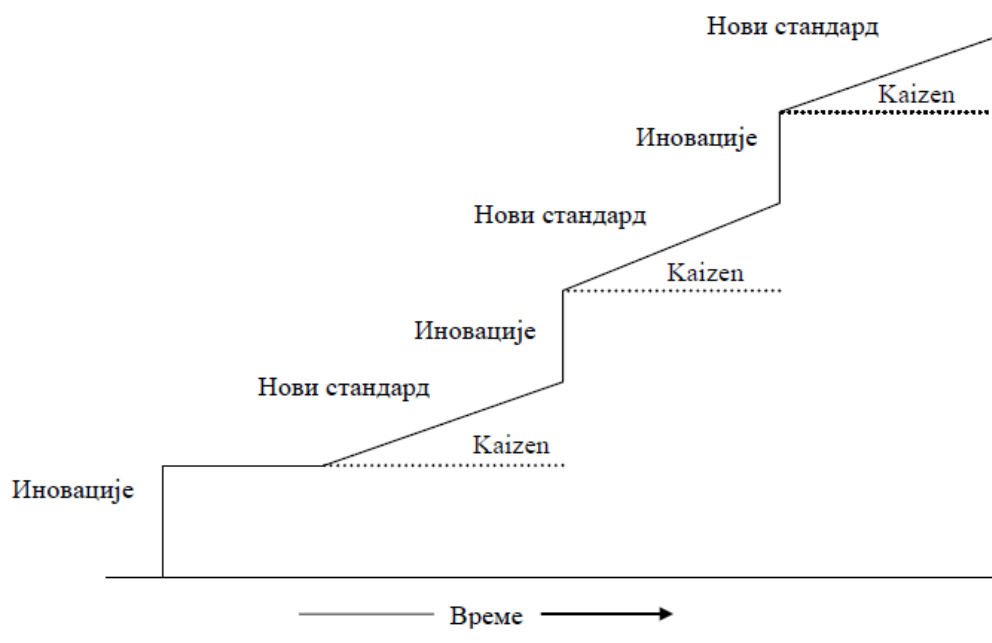 Нови стандард
Kaizen
Иновације
Нови стандард
Kaizen
Иновације
Нови стандард
Kaizen
Иновације
Време